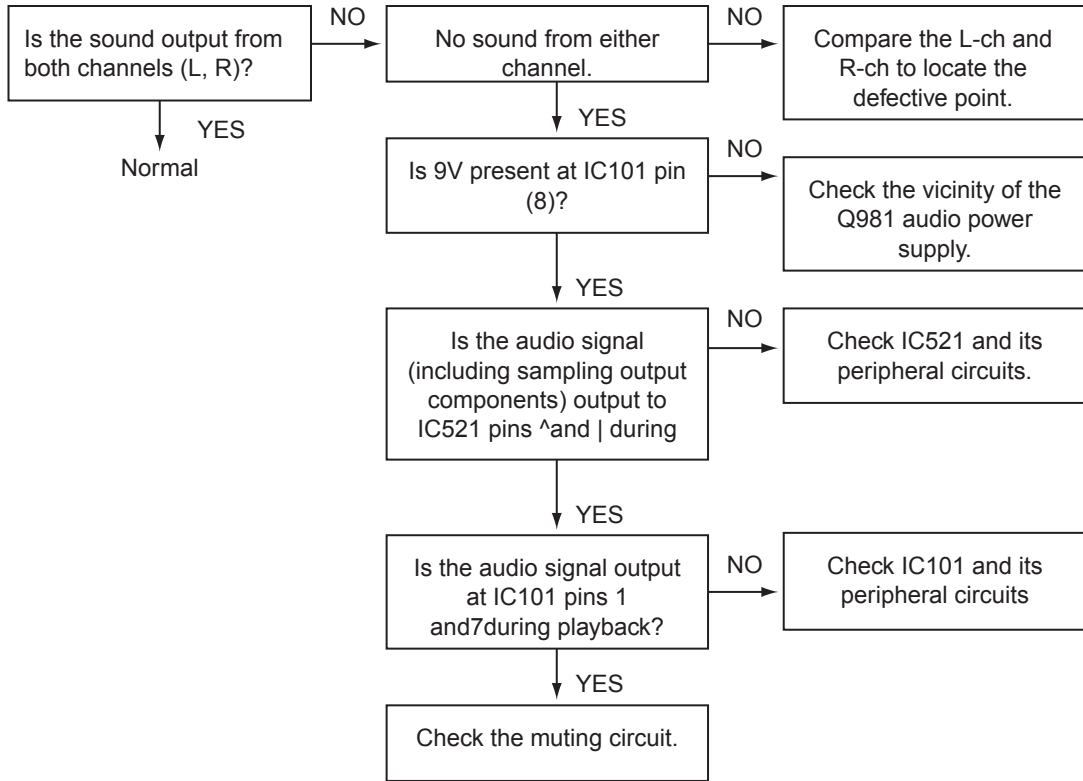 Is the sound output from
both channels (L, R)?
NO
No sound from either
channel.
NO
Compare the L-ch and
R-ch to locate the
defective point.
YES
Normal
YES
Is 9V present at IC101 pin
(8)?
NO
Check the vicinity of the
Q981 audio power
supply.
YES
Is the audio signal
(including sampling output
components) output to
IC521 pins ^and | during
NO
Check IC521 and its
peripheral circuits.
YES
Is the audio signal output
at IC101 pins 1
and7during playback?
NO
Check IC101 and its
peripheral circuits
YES
Check the muting circuit.